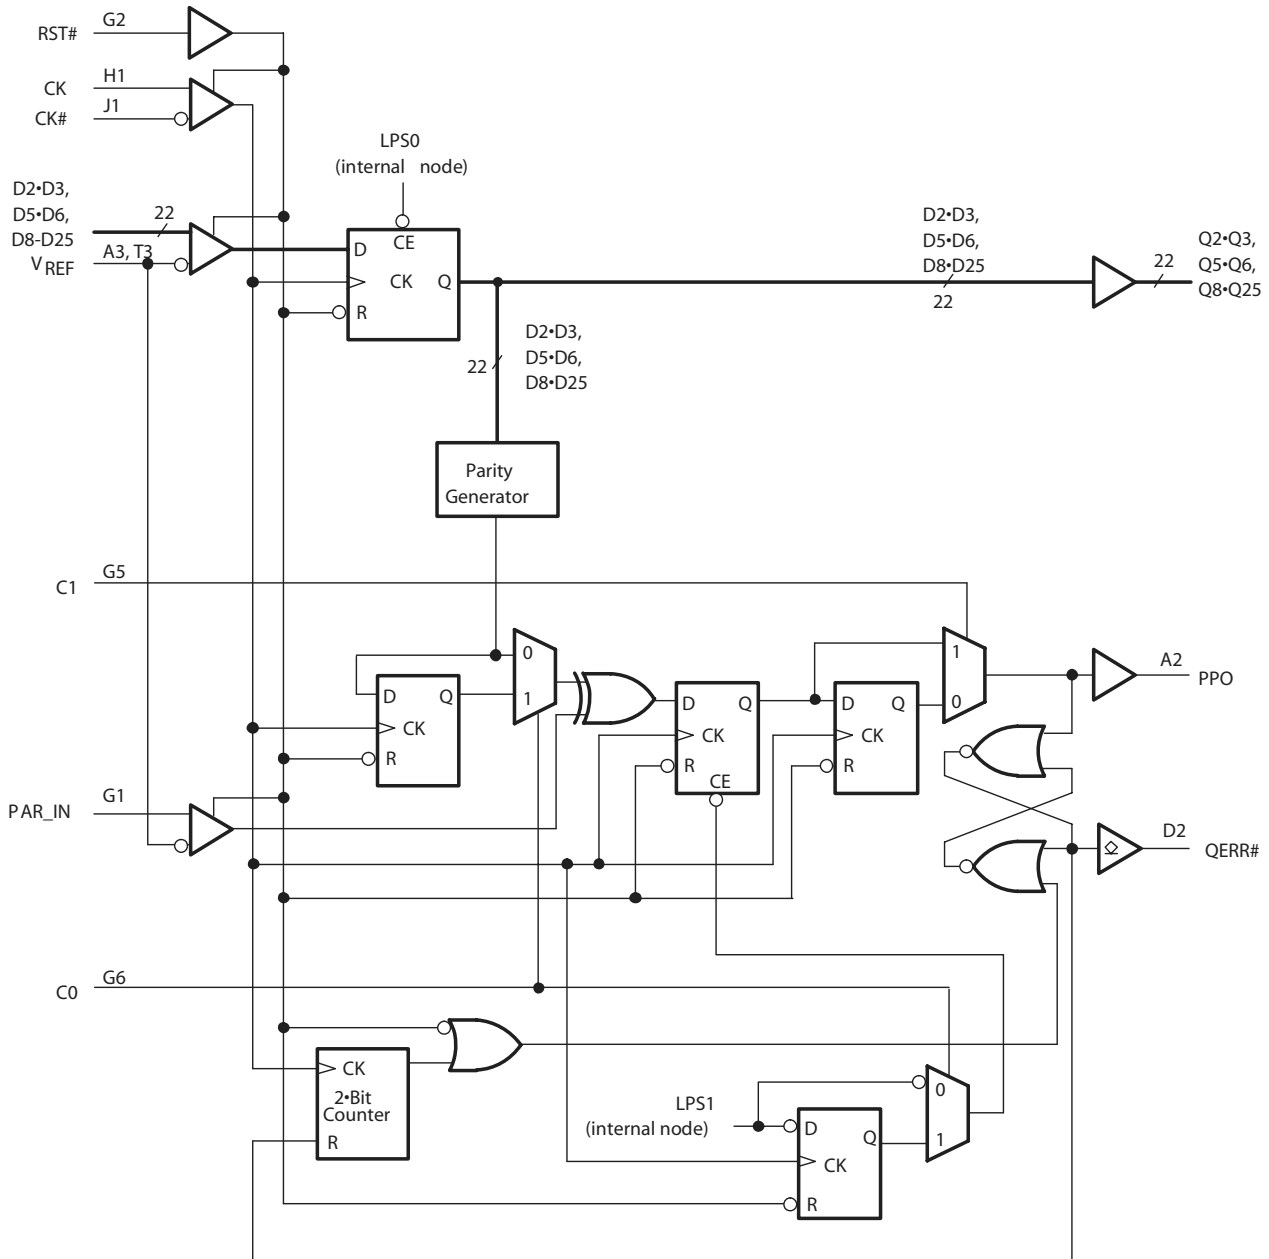 RST#
G2
CK
H1
CK#
J1
LPS0
(internal node)
D2•D3,
D5•D6,
D8-D25
22
VREF
A3, T3
D
CE
CK
Q
R
D2•D3,
D5•D6,
D8•D25
22
22
Q2•Q3,
Q5•Q6,
Q8•Q25
22
D2•D3,
D5•D6,
D8•D25
Parity
Generator
C1
G5
0
1
D
Q
CK
R
D
Q
CK
R
CE
D
Q
CK
R
1
0
A2
PPO
PAR_IN
G1
D2
QERR#
C0
G6
CK
2•Bit
Counter
R
LPS1
(internal node)
D
Q
CK
R
0
1